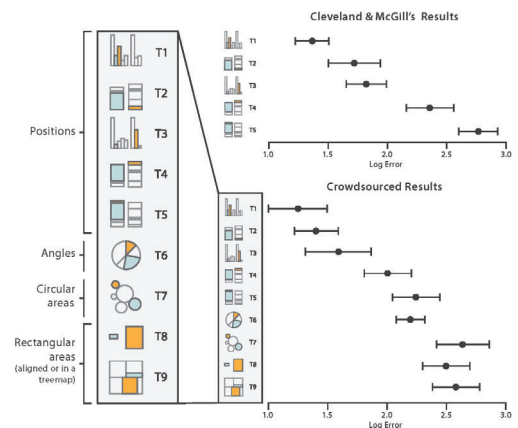 Positions
Angles
Circular
areas
Rectangular
areas
(aligned or in a
treemap)
T1
T2
T3
T4
T5
T6
T7
T8
T9
Cleveland & McGill's Results
T1
T2
T3
T4
T5
1.0 1.5 2.0 2.5 3.0
Log Error
Crowdsourced Results
T1
T2
T3
T4
T5
T6
T7
T8
T9
1.0 1.5 2.0 2.5 3.0
Log Error